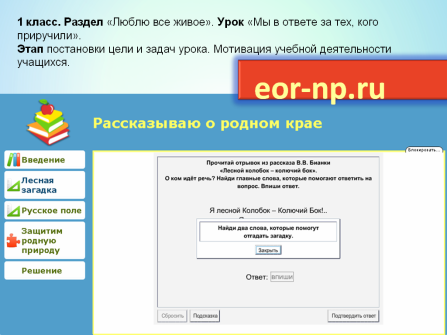 1 класс. Раздел «Люблю все живое». Урок «Мы в ответе за тех, кого
приручили».
Этап постановки цели и задач урока. Мотивация учебной деятельности
учащихся.
eor-np.ru
Рассказываю о родном крае
Блокировать...
Введение
Лесная
загадка
Русское поле
Защитим
родную
природу
Решение
Прочитай отрывок из рассказа В.В. Бианки
«Лесной колобок – колючий бок».
О ком идёт речь? Найди главные слова, которые помогают ответить на
вопрос. Впиши ответ.
Я лесной Колобок – Колючий Бок!..
Найди два слова, которые помогут
отгадать загадку.
Закрыть
Ответ: впиши
Сбросить
Подсказка
Подтвердить ответ